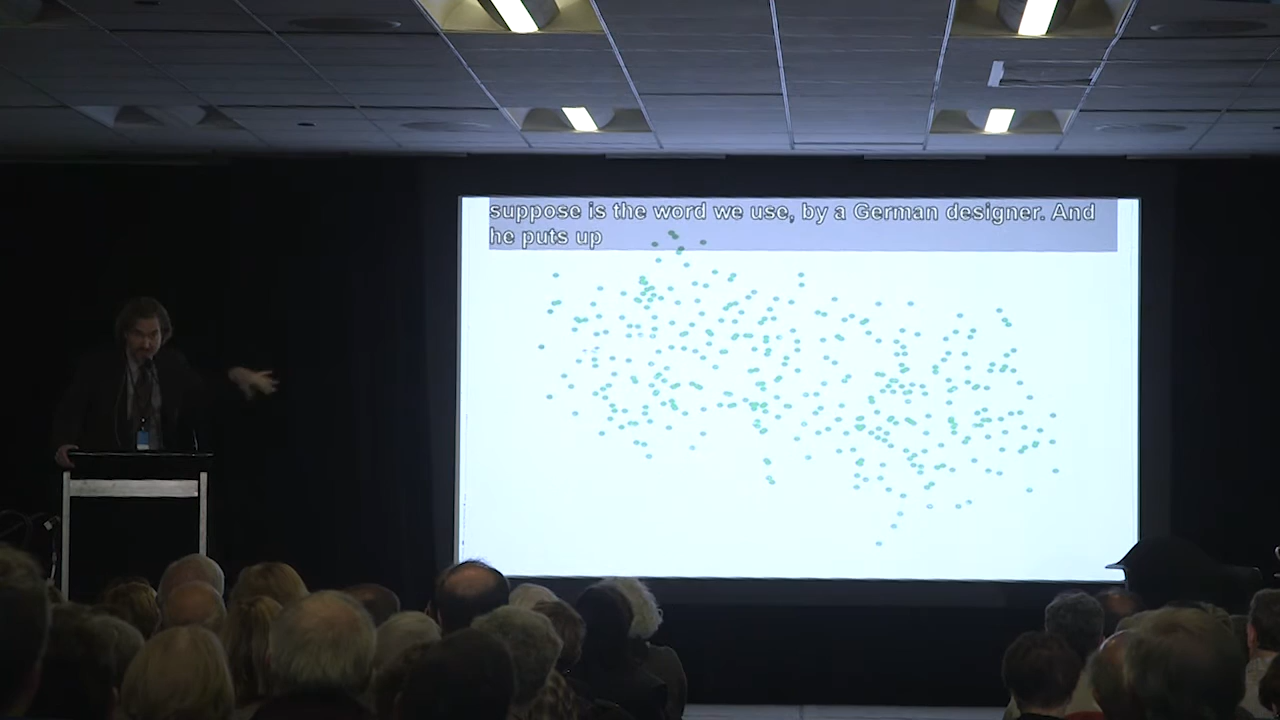 suppose is the word we use, by a German designer. And
he puts up